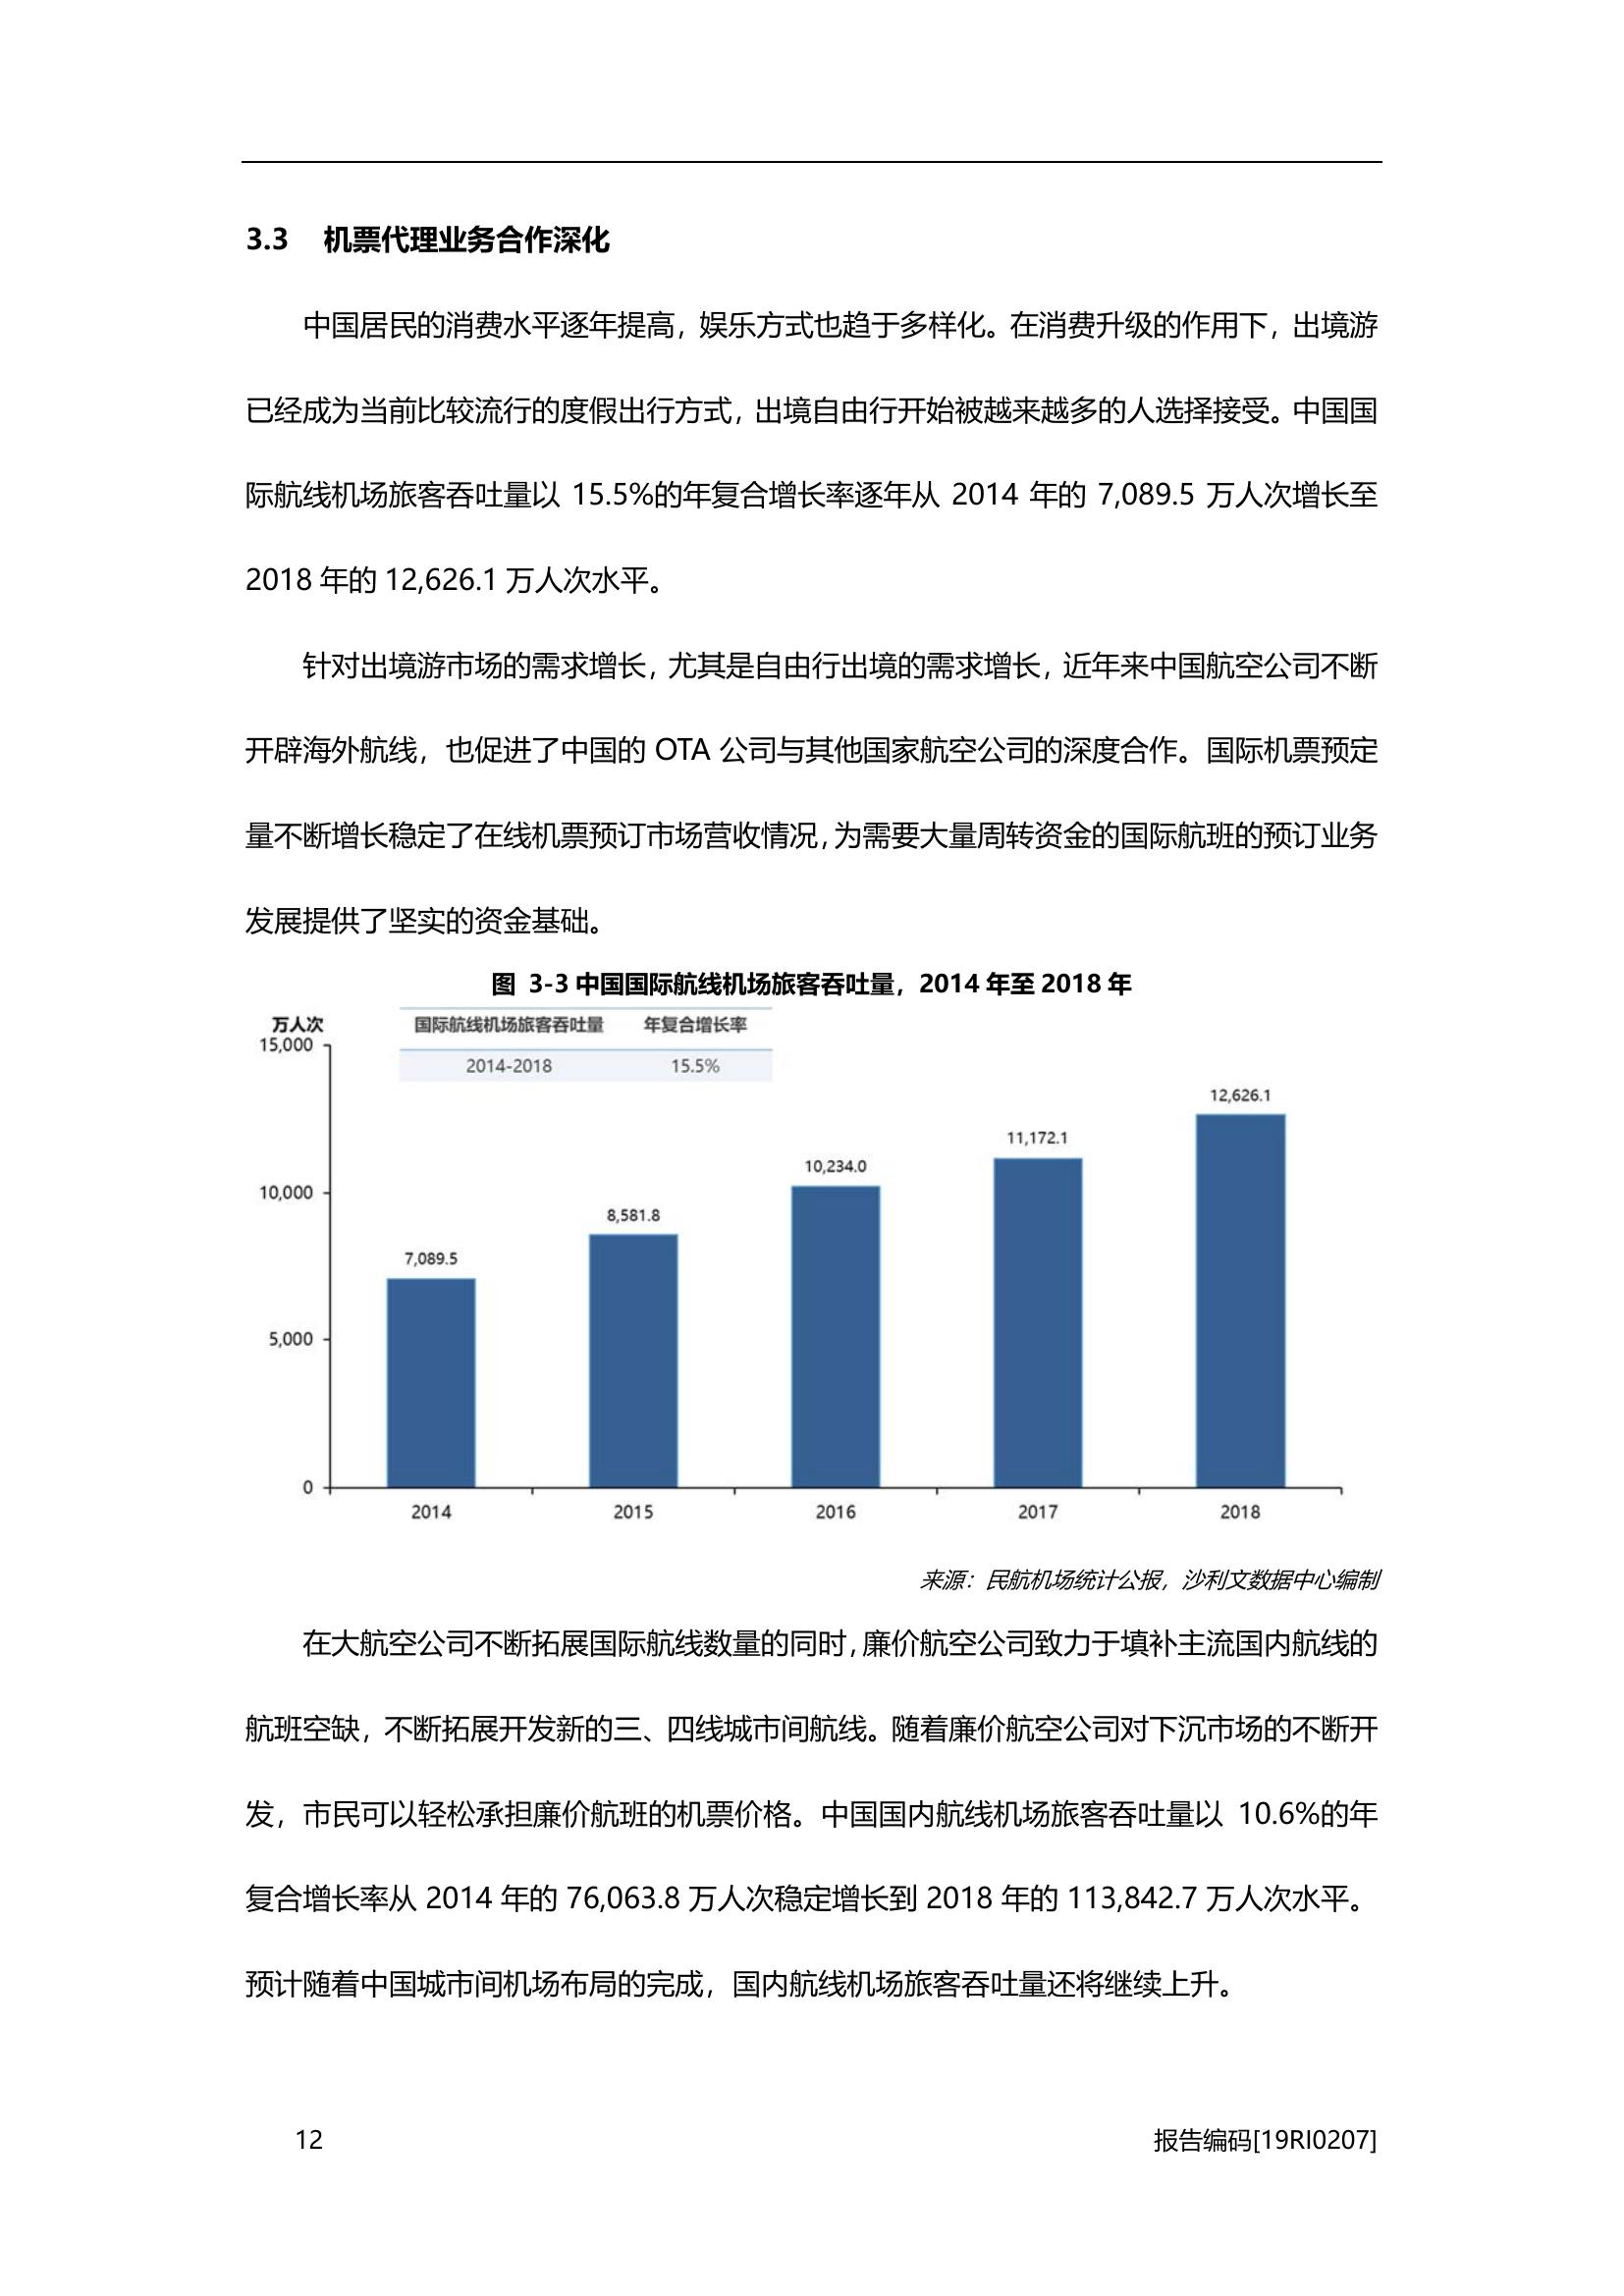 3.3 机票代理业务合作深化
中国居民的消费水平逐年提高，娱乐方式也趋于多样化。在消费升级的作用下，出境游
已经成为当前比较流行的度假出行方式，出境自由行开始被越来越多的人选择接受。中国国
际航线机场旅客吞吐量以 15.5%的年复合增长率逐年从 2014 年的 7,089.5 万人次增长至
2018 年的 12,626.1 万人次水平。
针对出境游市场的需求增长，尤其是自由行出境的需求增长，近年来中国航空公司不断
开辟海外航线，也促进了中国的 OTA 公司与其他国家航空公司的深度合作。国际机票预定
量不断增长稳定了在线机票预订市场营收情况，为需要大量周转资金的国际航班的预订业务
发展提供了坚实的资金基础。
图 3-3 中国国际航线机场旅客吞吐量，2014 年至 2018 年
万人次
国际航线机场旅客吞吐量 年复合增长率
2014-2018 15.5%
15,000
10,000
5,000
0
7,089.5
8,581.8
10,234.0
11,172.1
12,626.1
2014 2015 2016 2017 2018
来源：民航机场统计公报，沙利文数据中心编制
在大航空公司不断拓展国际航线数量的同时，廉价航空公司致力于填补主流国内航线的
航班空缺，不断拓展开发新的三、四线城市间航线。随着廉价航空公司对下沉市场的不断开
发，市民可以轻松承担廉价航班的机票价格。中国国内航线机场旅客吞吐量以 10.6%的年
复合增长率从 2014 年的 76,063.8 万人次稳定增长到 2018 年的 113,842.7 万人次水平。
预计随着中国城市间机场布局的完成，国内航线机场旅客吞吐量还将继续上升。
12 报告编码[19RI0207]